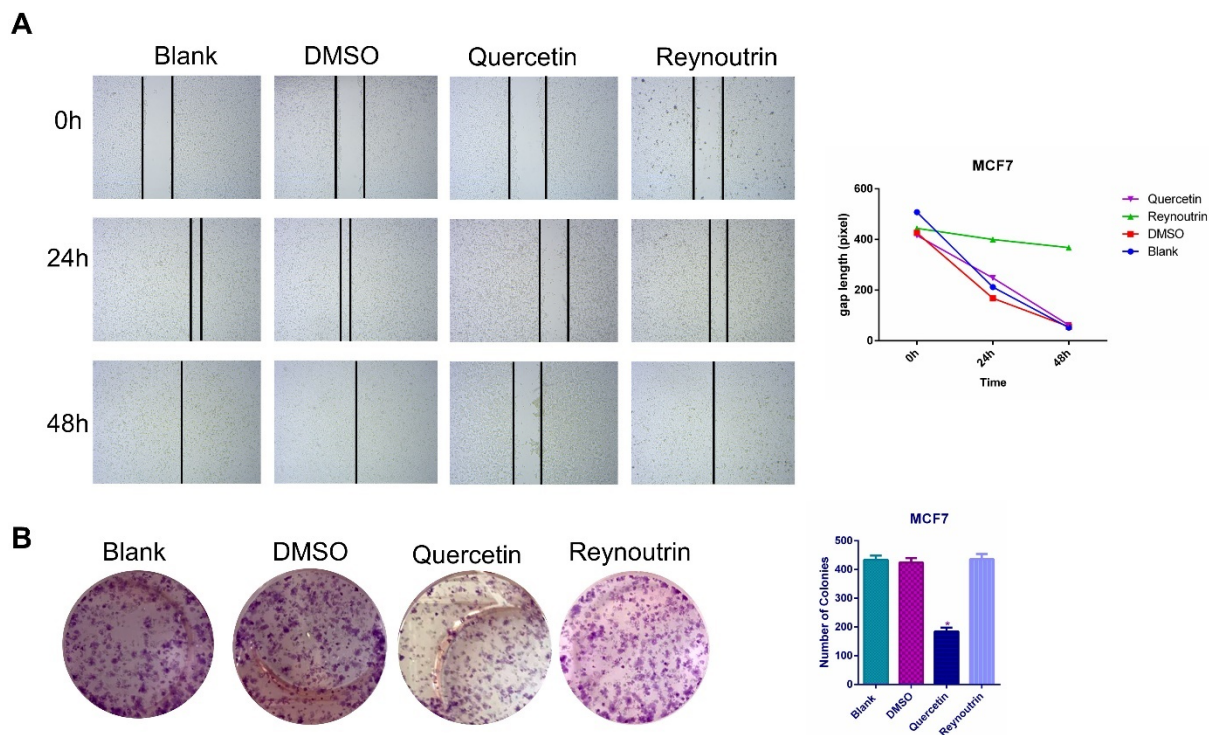 A
Blank DMSO Quercetin Reynoutrin
0h
24h
48h
MCF7
gap length (pixel)
600
400
200
0
0h 24h 48h
Time
Quercetin
Reynoutrin
DMSO
Blank
B
Blank DMSO Quercetin Reynoutrin
MCF7
Number of Colonies
500
400
300
200
100
0
*
Blank DMSO Quercetin Reynoutrin